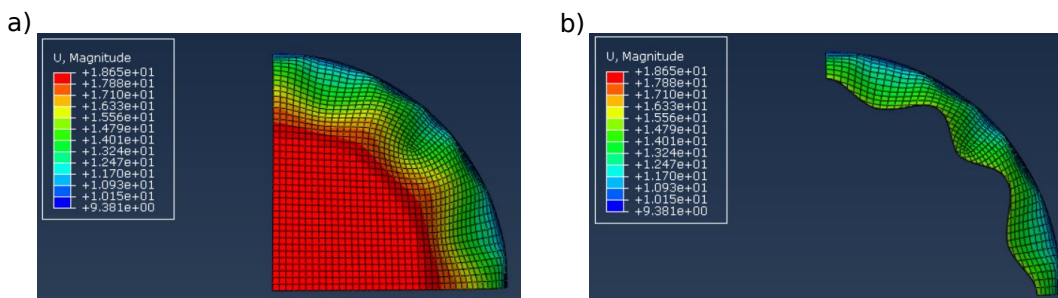 a)
U, Magnitude
+1.865e+01
+1.788e+01
+1.710e+01
+1.633e+01
+1.556e+01
+1.479e+01
+1.401e+01
+1.324e+01
+1.247e+01
+1.170e+01
+1.093e+01
+1.015e+01
+9.381e+00
b)
U, Magnitude
+1.865e+01
+1.788e+01
+1.710e+01
+1.633e+01
+1.556e+01
+1.479e+01
+1.401e+01
+1.324e+01
+1.247e+01
+1.170e+01
+1.093e+01
+1.015e+01
+9.381e+00